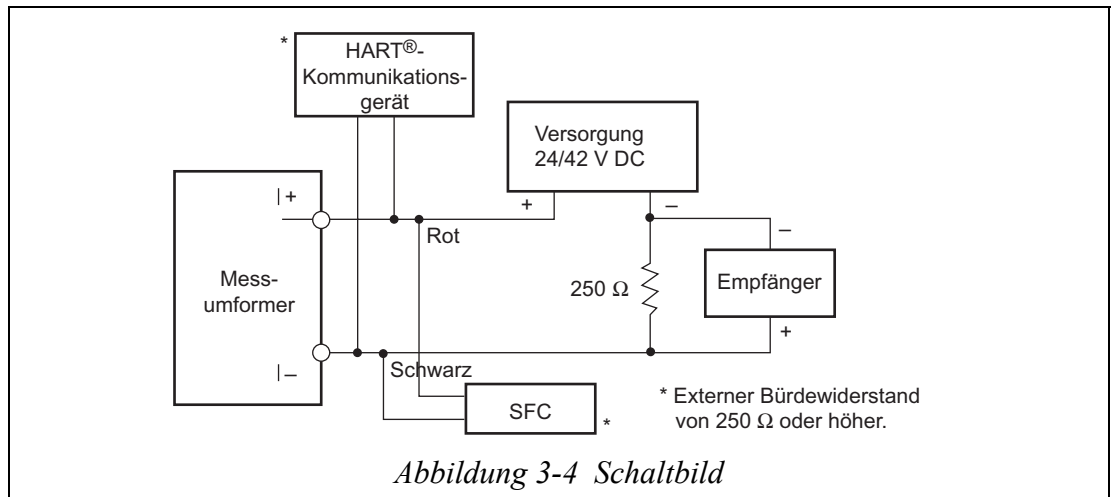 *
HART®-
Kommunikations-
gerät
Versorgung
24/42 V DC
|+
+
–
–
Rot
Mess-
umformer
250 Ω
Empfänger
+
|–
Schwarz
SFC
*
* Externer Bürdewiderstand
von 250 Ω oder höher.
Abbildung 3-4 Schaltbild